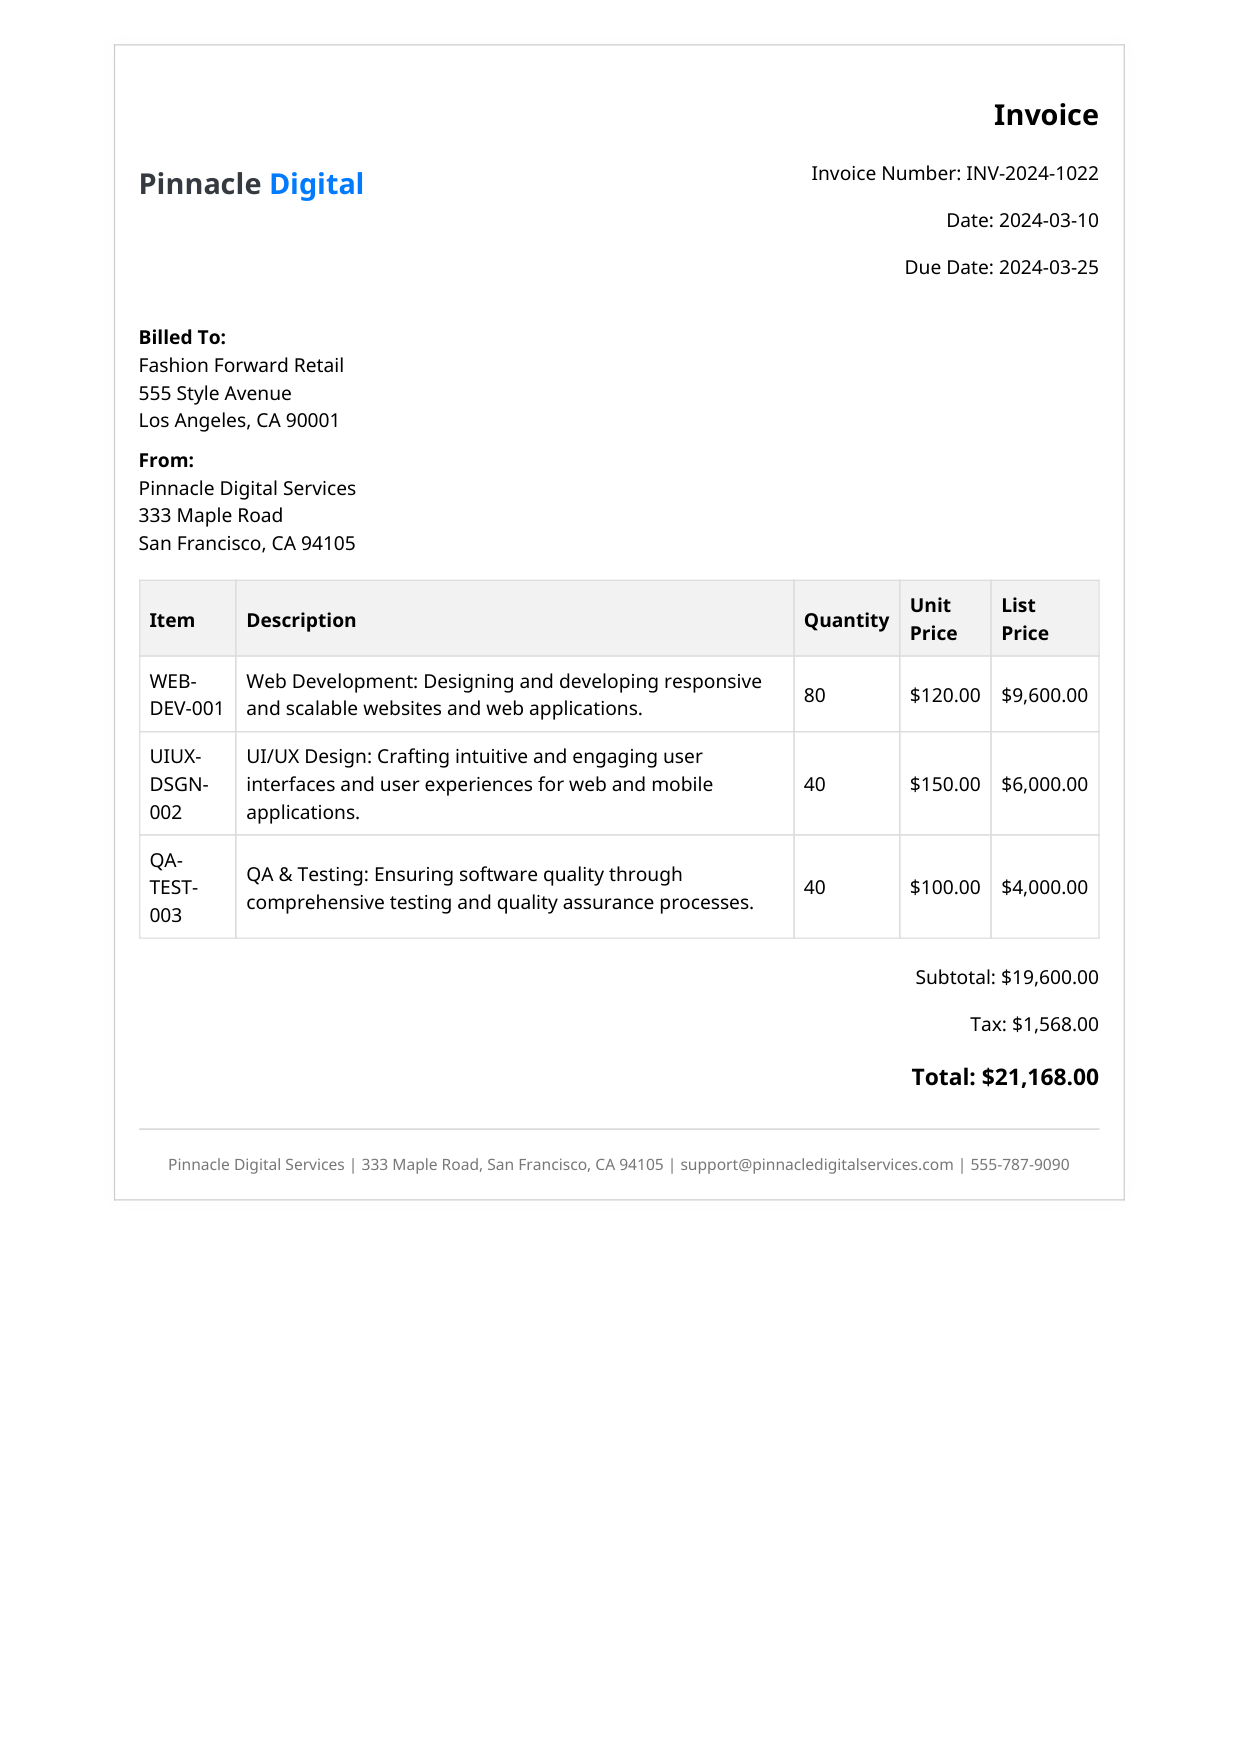 Invoice
Pinnacle Digital
Invoice Number: INV-2024-1022
Date: 2024-03-10
Due Date: 2024-03-25
Billed To:
Fashion Forward Retail
555 Style Avenue
Los Angeles, CA 90001
From:
Pinnacle Digital Services
333 Maple Road
San Francisco, CA 94105
Item Description Quantity Unit Price List Price
WEB-DEV-001 Web Development: Designing and developing responsive and scalable websites and web applications. 80 $120.00 $9,600.00
UIUX-DSGN-002 UI/UX Design: Crafting intuitive and engaging user interfaces and user experiences for web and mobile applications. 40 $150.00 $6,000.00
QA-TEST-003 QA & Testing: Ensuring software quality through comprehensive testing and quality assurance processes. 40 $100.00 $4,000.00
Subtotal: $19,600.00
Tax: $1,568.00
Total: $21,168.00
Pinnacle Digital Services | 333 Maple Road, San Francisco, CA 94105 | support@pinnacledigitalservices.com | 555-787-9090